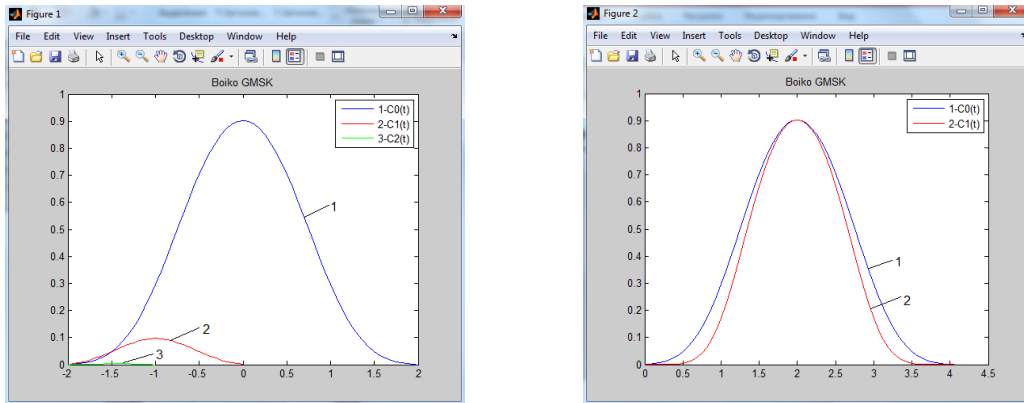 Figure 1
File Edit View Insert Tools Desktop Window Help
Boiko GMSK
1
0.9
0.8
0.7
0.6
0.5
0.4
0.3
0.2
0.1
0
-2 -1.5 -1 -0.5 0 0.5 1 1.5 2
1-C0(t)
2-C1(t)
3-C2(t)
1
2
3
Figure 2
File Edit View Insert Tools Desktop Window Help
Boiko GMSK
1
0.9
0.8
0.7
0.6
0.5
0.4
0.3
0.2
0.1
0
0 0.5 1 1.5 2 2.5 3 3.5 4 4.5
1-C0(t)
2-C1(t)
1
2